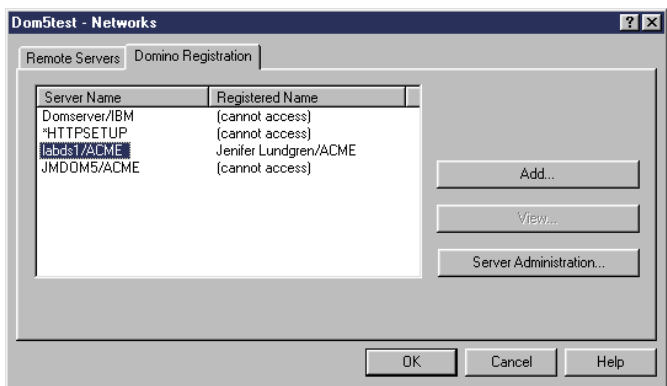 Dom5test - Networks
Remote Servers Domino Registration
Server Name Registered Name
Domserver/IBM (cannot access)
*HTTPSETUP (cannot access)
labds1/ACME Jenifer Lundgren/ACME
JMDOM5/ACME (cannot access)
Add...
View...
Server Administration...
OK Cancel Help